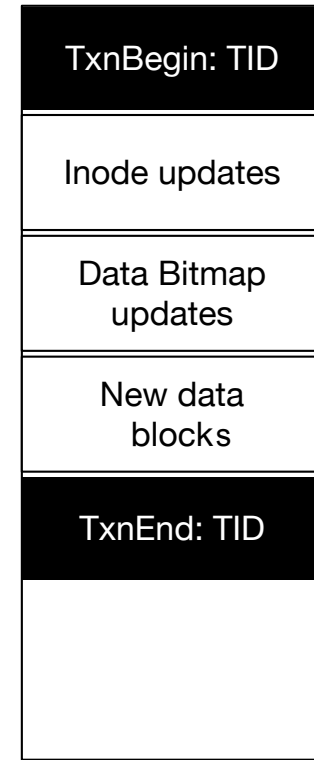 TxnBegin: TID
Inode updates
Data Bitmap
updates
New data
blocks
TxnEnd: TID